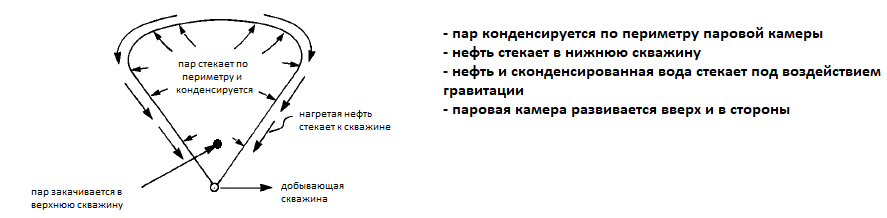 пар стекает по
периметру и
конденсируется
нагретая нефть
стекает к скважине
пар закачивается в
верхнюю скважину
добывающая
скважина
- пар конденсируется по периметру паровой камеры
- нефть стекает в нижнюю скважину
- нефть и сконденсированная вода стекает под воздействием
гравитации
- паровая камера развивается вверх и в стороны